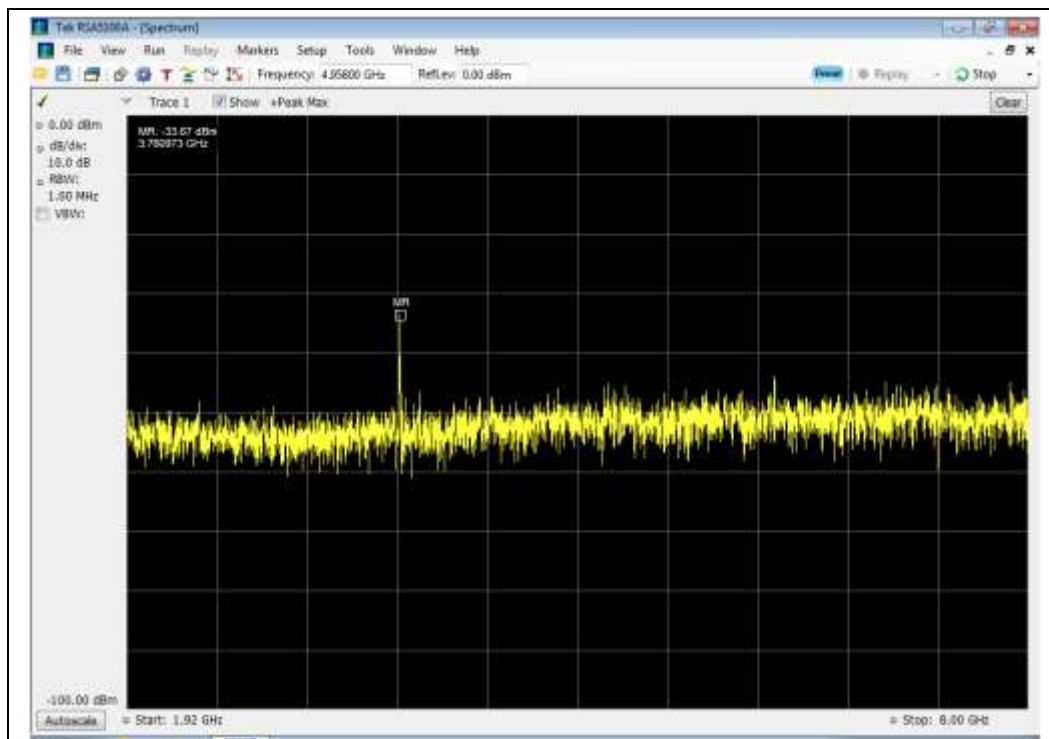 Tek RSA5100A - [Spectrum]
File View Run Replay Markers Setup Tools Window Help
Frequency: 4.95800 GHz RefLev: 0.00 dBm Preset Replay Stop
Trace 1 Show +Peak Max Clear
0.00 dBm
dB/div:
10.0 dB
RBW:
1.00 MHz
VBW:
MR: -33.67 dBm
3.792073 GHz
MR
-100.00 dBm
Autoscale Start: 1.92 GHz Stop: 8.00 GHz